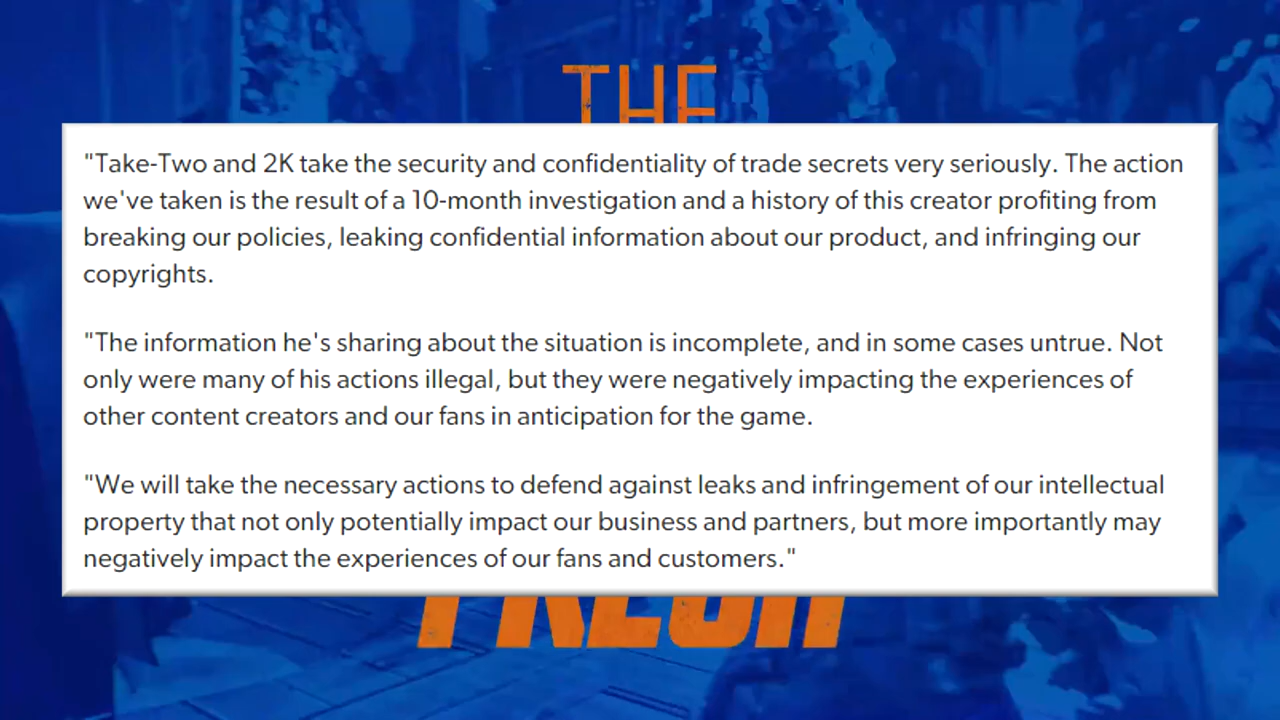 THE
"Take-Two and 2K take the security and confidentiality of trade secrets very seriously. The action
we've taken is the result of a 10-month investigation and a history of this creator profiting from
breaking our policies, leaking confidential information about our product, and infringing our
copyrights.
"The information he's sharing about the situation is incomplete, and in some cases untrue. Not
only were many of his actions illegal, but they were negatively impacting the experiences of
other content creators and our fans in anticipation for the game.
"We will take the necessary actions to defend against leaks and infringement of our intellectual
property that not only potentially impact our business and partners, but more importantly may
negatively impact the experiences of our fans and customers."